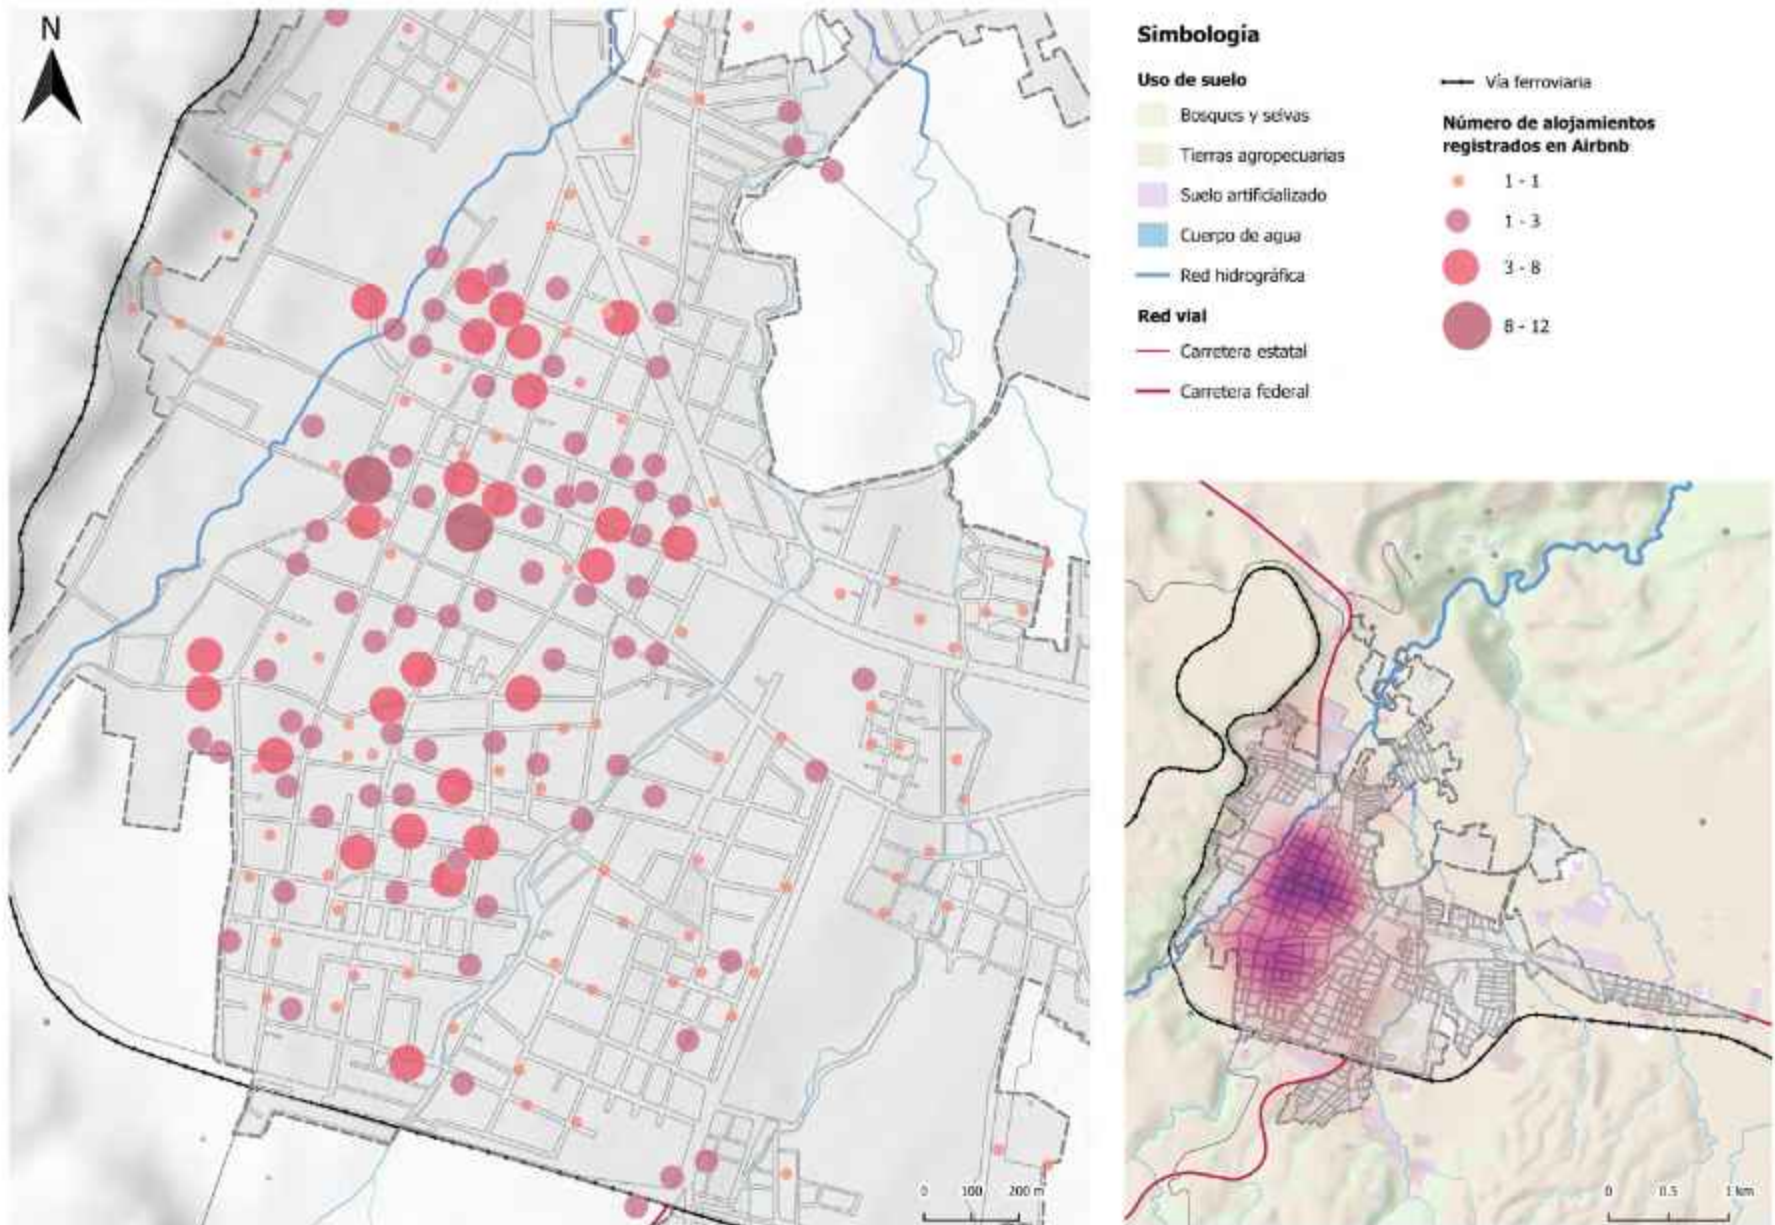 N
Simbología
Uso de suelo
Bosques y selvas
Tierras agropecuarias
Suelo artificializado
Cuerpo de agua
Red hidrográfica
Red vial
Carretera estatal
Carretera federal
Vía ferroviaria
Número de alojamientos
registrados en Airbnb
1 - 1
1 - 3
3 - 8
8 - 12
0 100 200 m
0 0.5 1 km